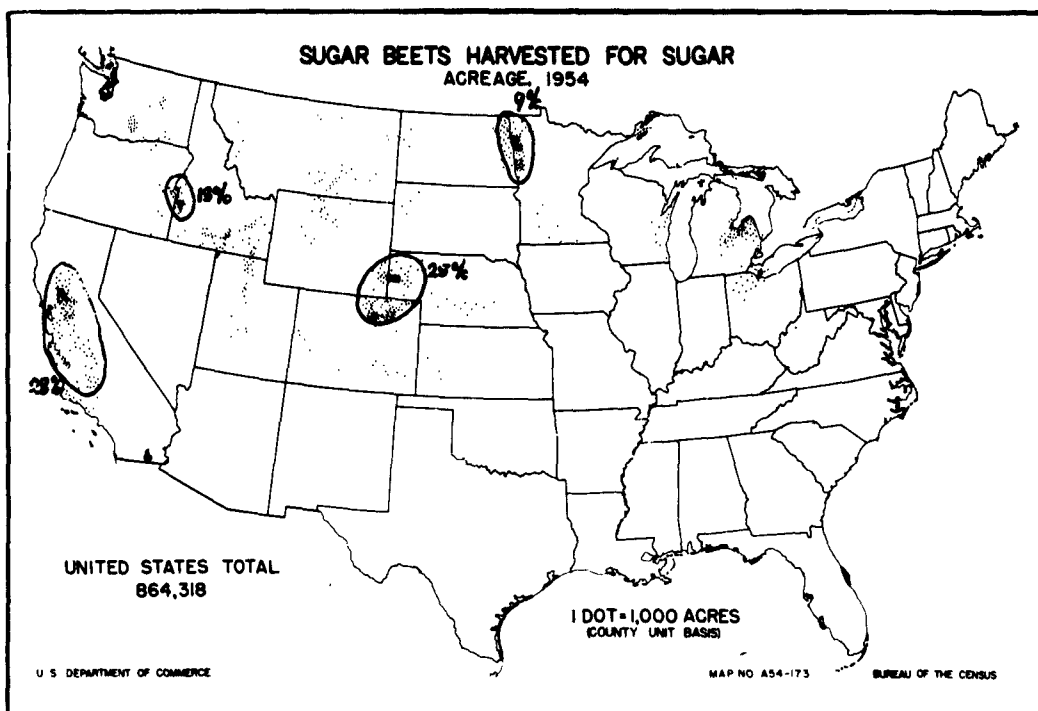 SUGAR BEETS HARVESTED FOR SUGAR
ACREAGE, 1954
9%
25%
UNITED STATES TOTAL
864,318
1 DOT=1,000 ACRES
(COUNTY UNIT BASIS)
U S DEPARTMENT OF COMMERCE
MAP NO A54-173
BUREAU OF THE CENSUS